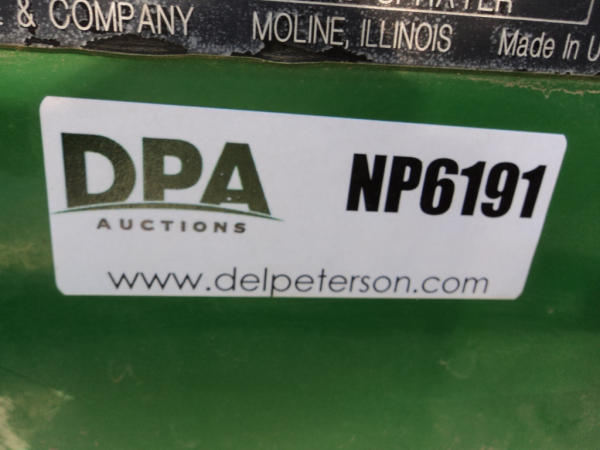 & COMPANY
MOLINE, ILLINOIS
Made In U
DPA
AUCTIONS
NP6191
www.delpeterson.com